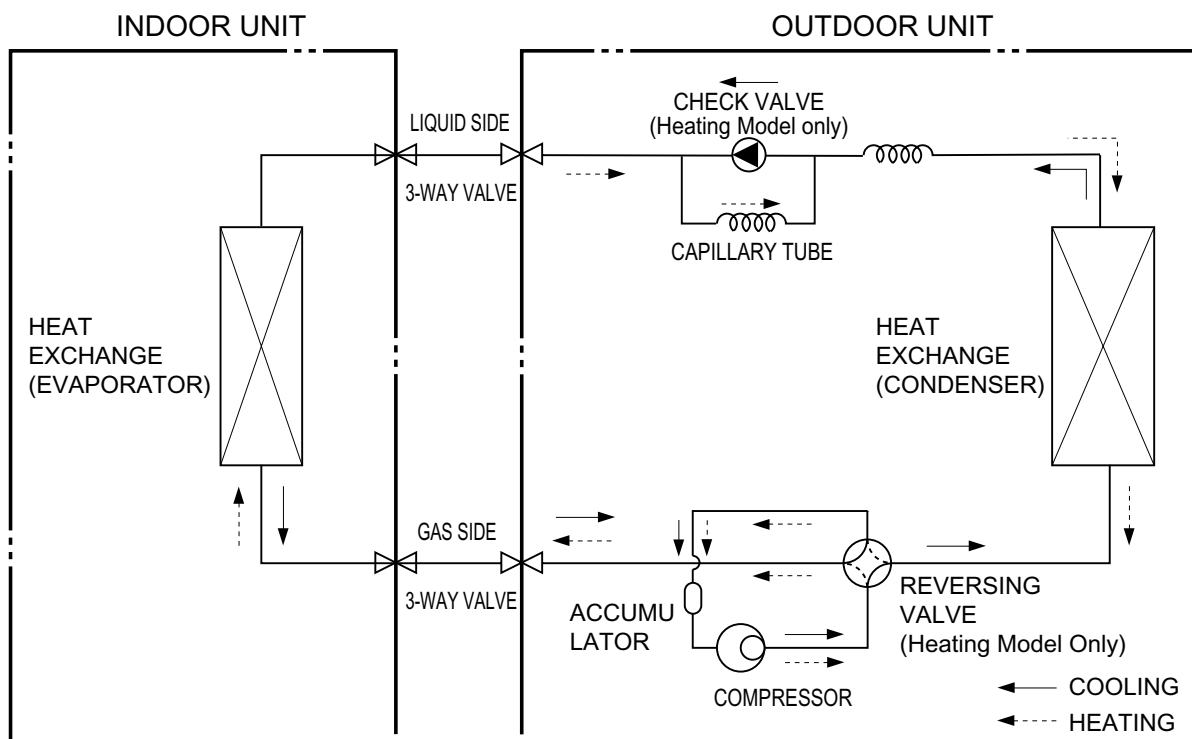 INDOOR UNIT
OUTDOOR UNIT
LIQUID SIDE
3-WAY VALVE
CHECK VALVE
(Heating Model only)
CAPILLARY TUBE
HEAT
EXCHANGE
(EVAPORATOR)
HEAT
EXCHANGE
(CONDENSER)
GAS SIDE
3-WAY VALVE
ACCUMU
LATOR
COMPRESSOR
REVERSING
VALVE
(Heating Model Only)
COOLING
HEATING